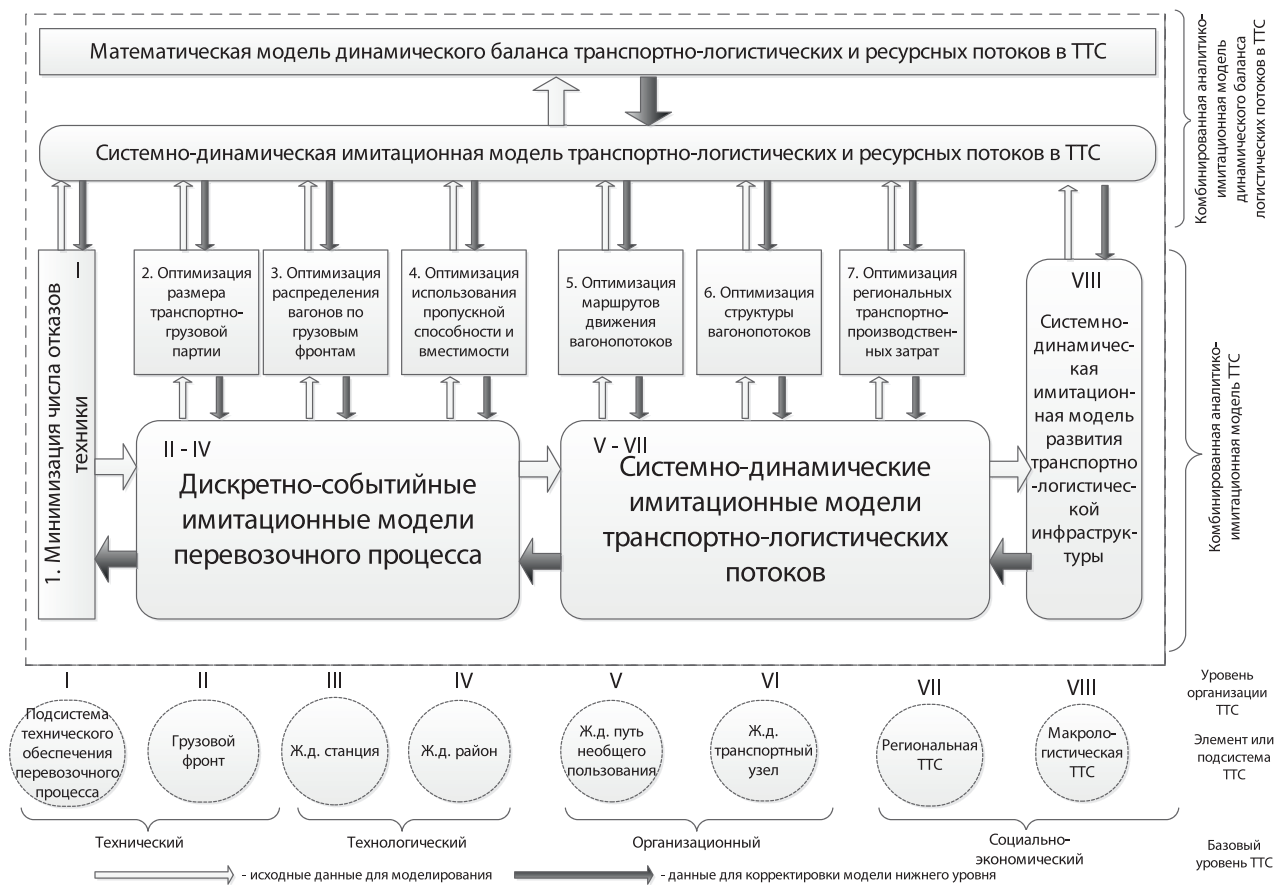 Математическая модель динамического баланса транспортно-логистических и ресурсных потоков в ТТС
Системно-динамическая имитационная модель транспортно-логистических и ресурсных потоков в ТТС
Комбинированная аналитико-
имитационная модель
динамического баланса
логистических потоков в ТТС
I
1. Минимизация числа отказов
техники
2. Оптимизация
размера
транспортно-
грузовой
партии
3. Оптимизация
распределения
вагонов по
грузовым
фронтам
4. Оптимизация
использования
пропускной
способности и
вместимости
5. Оптимизация
маршрутов
движения
вагонопотоков
6. Оптимизация
структуры
вагонопотоков
7. Оптимизация
региональных
транспортно-
производствен-
ных затрат
VIII
Системно-
динамичес-
кая
имитацион-
ная модель
развития
транспортно
-логистичес-
кой
инфраструк-
туры
Комбинированная аналитико-
имитационная модель ТТС
II - IV
Дискретно-событийные
имитационные модели
перевозочного процесса
V - VII
Системно-динамические
имитационные модели
транспортно-логистических
потоков
I
II
III
IV
V
VI
VII
VIII
Уровень
организации
ТТС
Подсистема
технического
обеспечения
перевозочного
процесса
Грузовой
фронт
Ж.д. станция
Ж.д. район
Ж.д. путь
необщего
пользования
Ж.д.
транспортный
узел
Региональная
ТТС
Макроло-
гистическая
ТТС
Элемент или
подсистема
ТТС
Технический
Технологический
Организационный
Социально-
экономический
Базовый
уровень ТТС
- исходные данные для моделирования
- данные для корректировки модели нижнего уровня